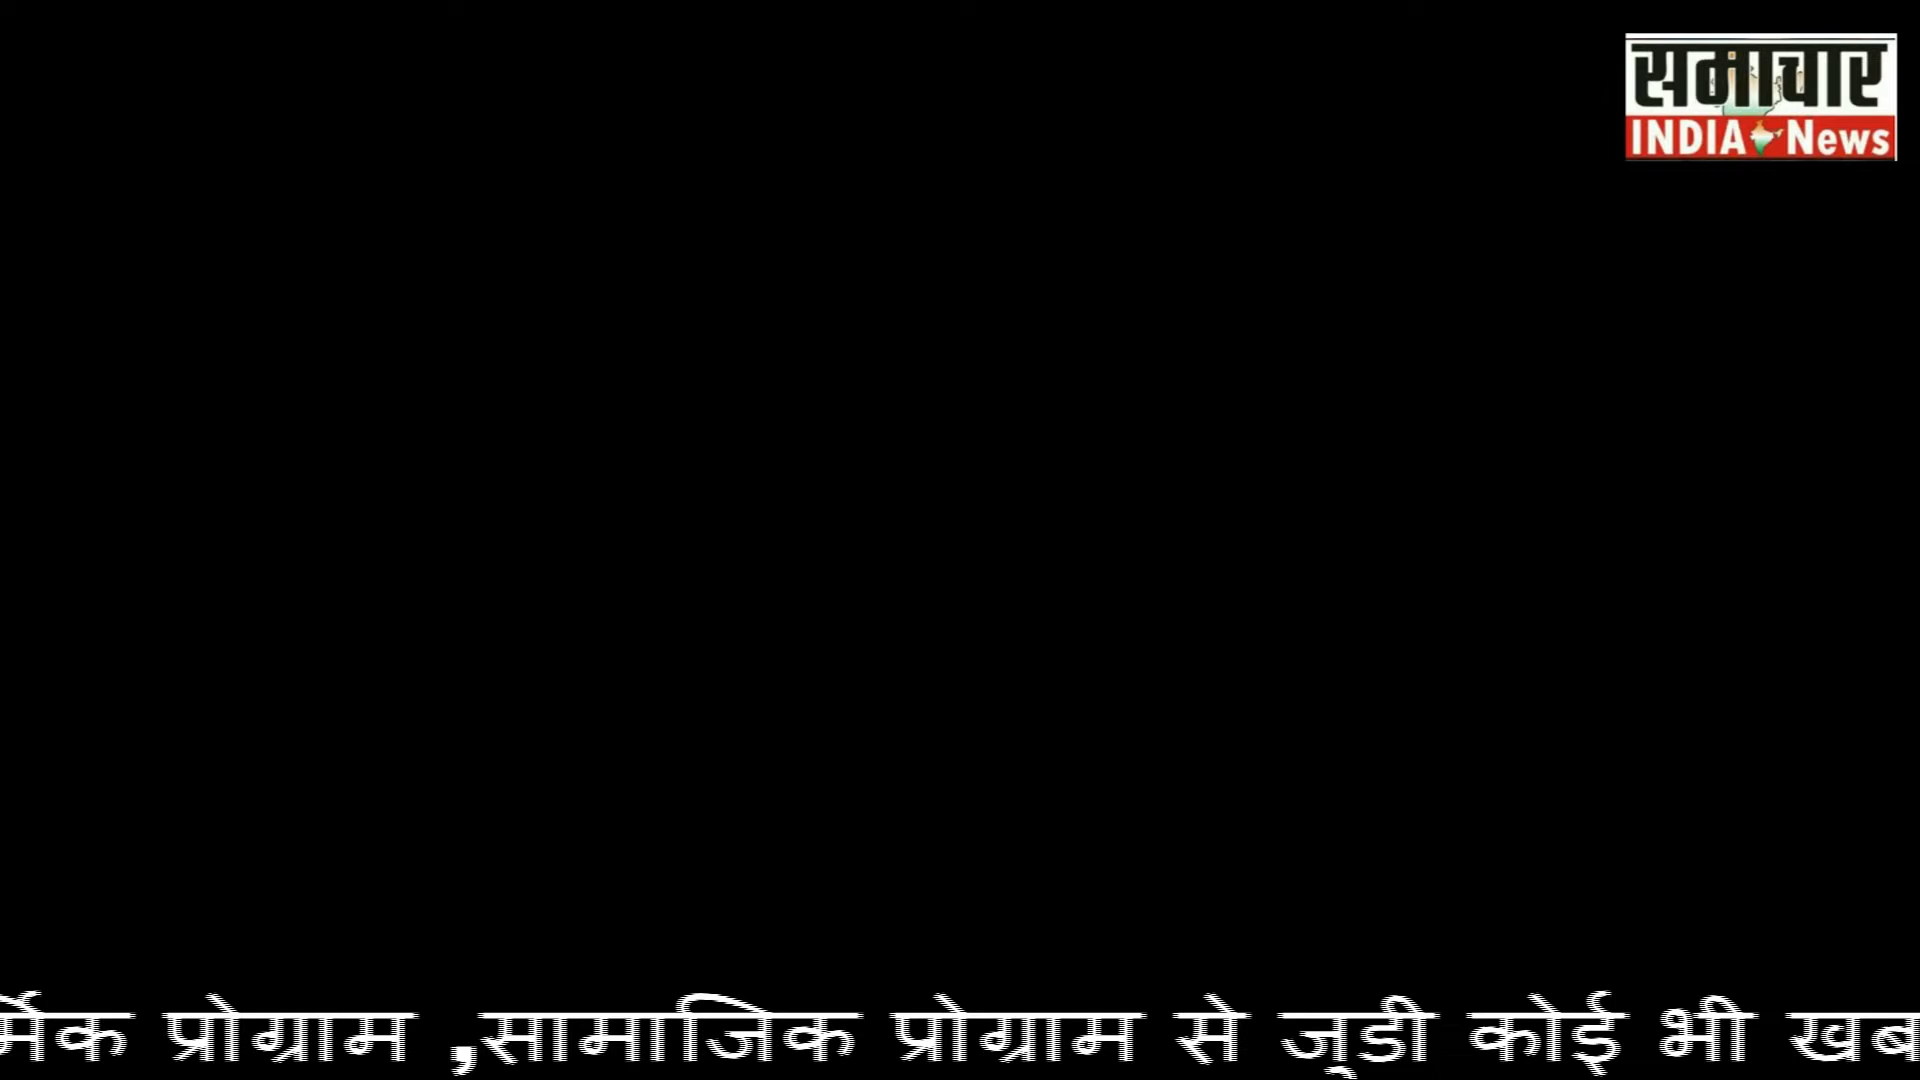 समाचार
INDIA News
र्मिक प्रोग्राम ,सामाजिक प्रोग्राम से जूडी कोई भी खब